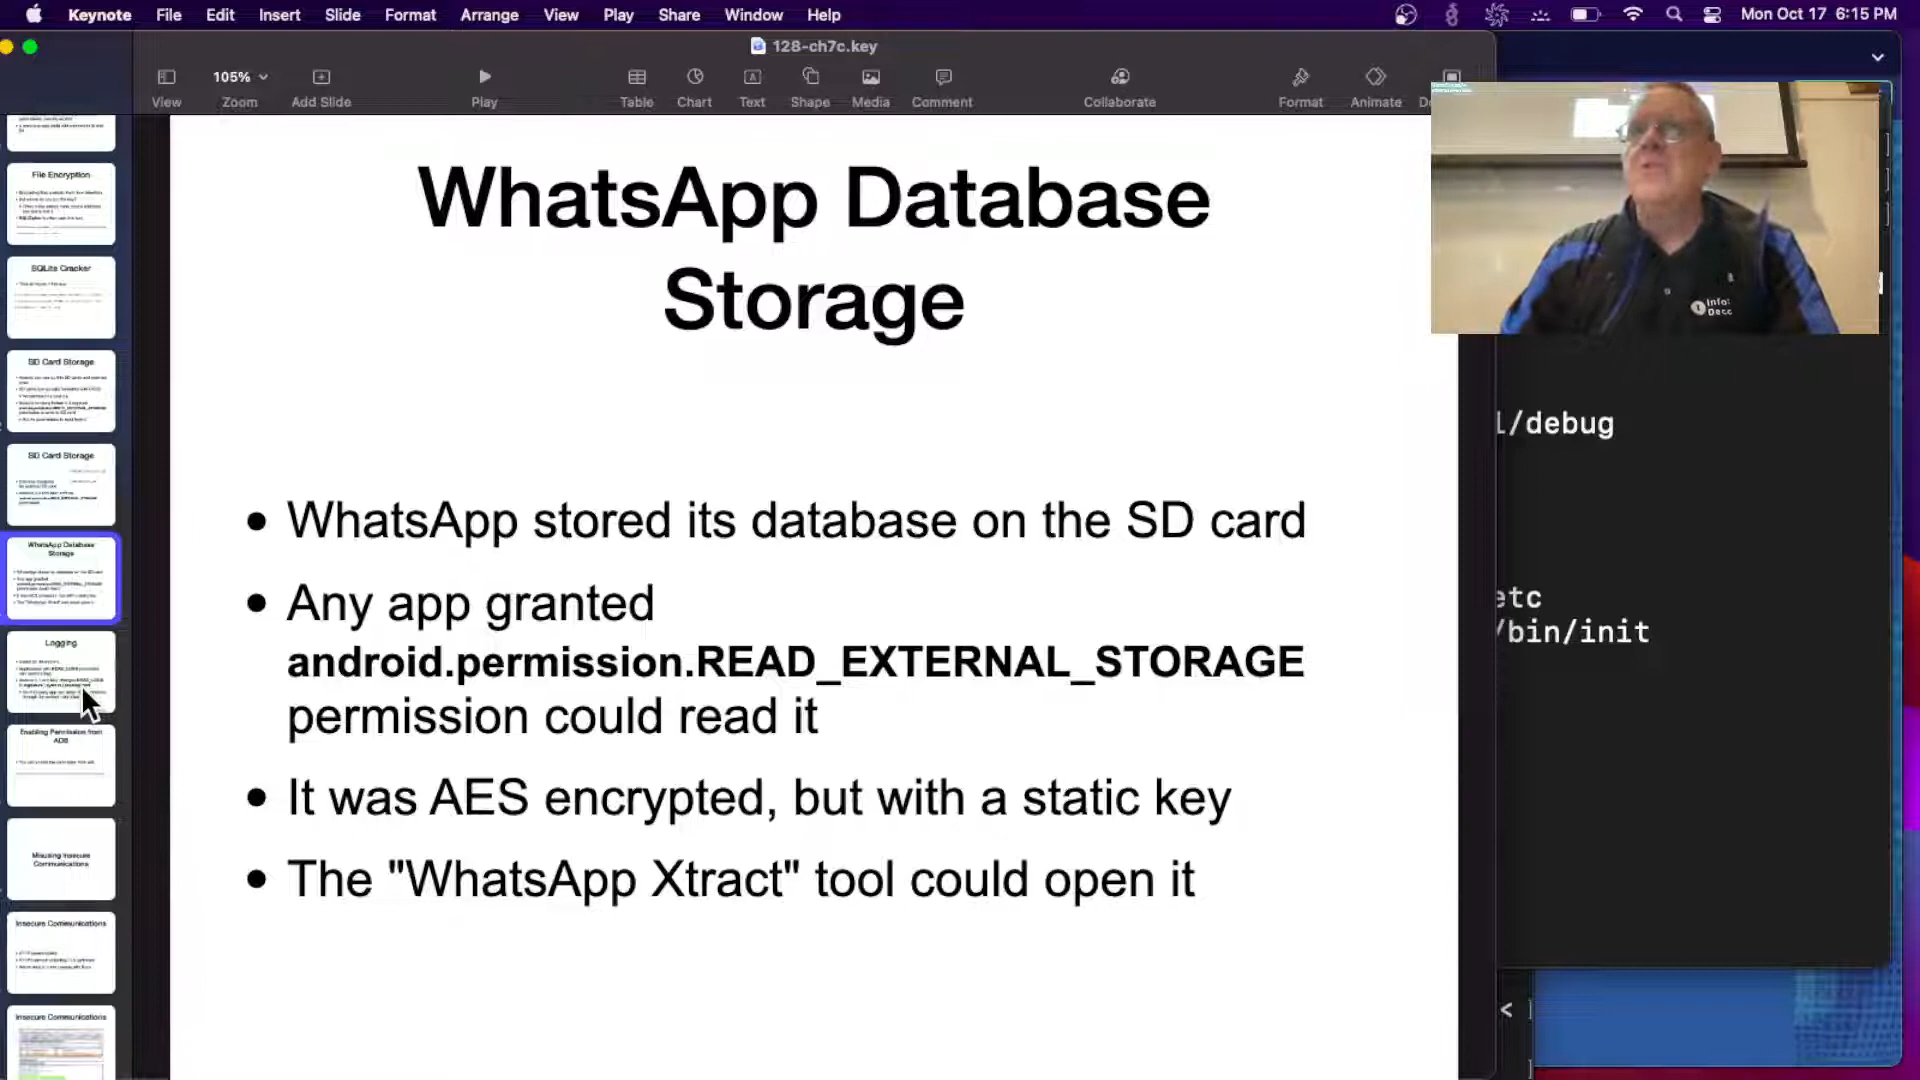 Keynote File Edit Insert Slide Format Arrange View Play Share Window Help Mon Oct 17 6:15 PM
128-ch7c.key
105%
View Zoom Add Slide Play Table Chart Text Shape Media Comment Collaborate Format Animate
File Encryption
SQLite Cracker
SD Card Storage
SD Card Storage
WhatsApp Database
Storage
Logging
Enabling Permission from
ADB
Misusing Insecure
Communications
Insecure Communications
Insecure Communications
WhatsApp Database
Storage
• WhatsApp stored its database on the SD card
• Any app granted
android.permission.READ_EXTERNAL_STORAGE
permission could read it
• It was AES encrypted, but with a static key
• The "WhatsApp Xtract" tool could open it
Info:
l/debug
etc
/bin/init
<